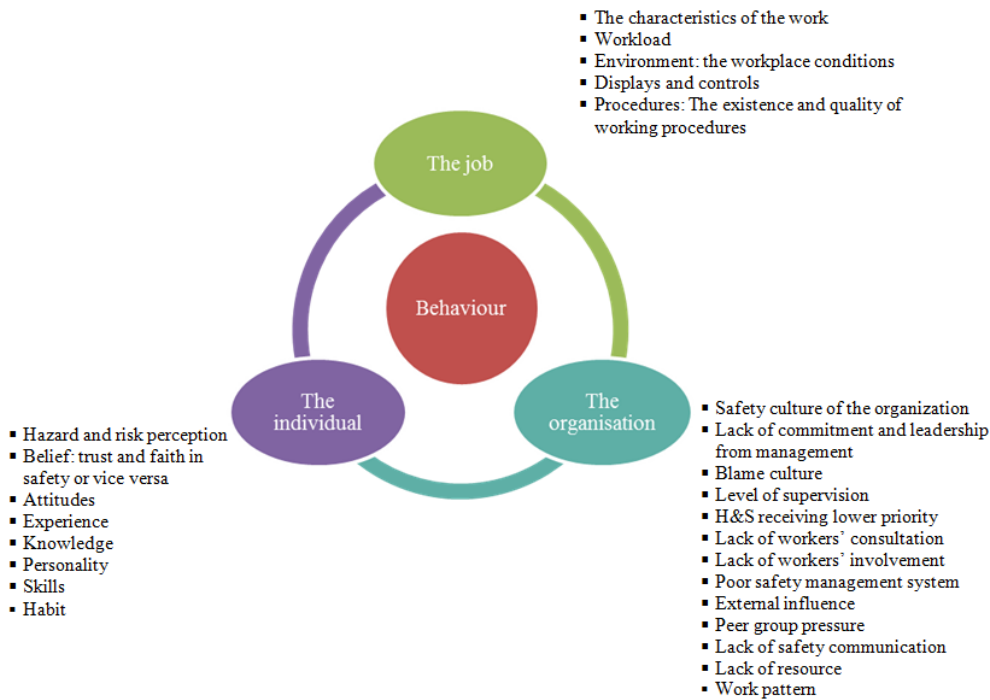 ▪ The characteristics of the work
▪ Workload
▪ Environment: the workplace conditions
▪ Displays and controls
▪ Procedures: The existence and quality of
working procedures
The job
Behaviour
The
individual
The
organisation
▪ Hazard and risk perception
▪ Belief: trust and faith in
safety or vice versa
▪ Attitudes
▪ Experience
▪ Knowledge
▪ Personality
▪ Skills
▪ Habit
▪ Safety culture of the organization
▪ Lack of commitment and leadership
from management
▪ Blame culture
▪ Level of supervision
▪ H&S receiving lower priority
▪ Lack of workers’ consultation
▪ Lack of workers’ involvement
▪ Poor safety management system
▪ External influence
▪ Peer group pressure
▪ Lack of safety communication
▪ Lack of resource
▪ Work pattern